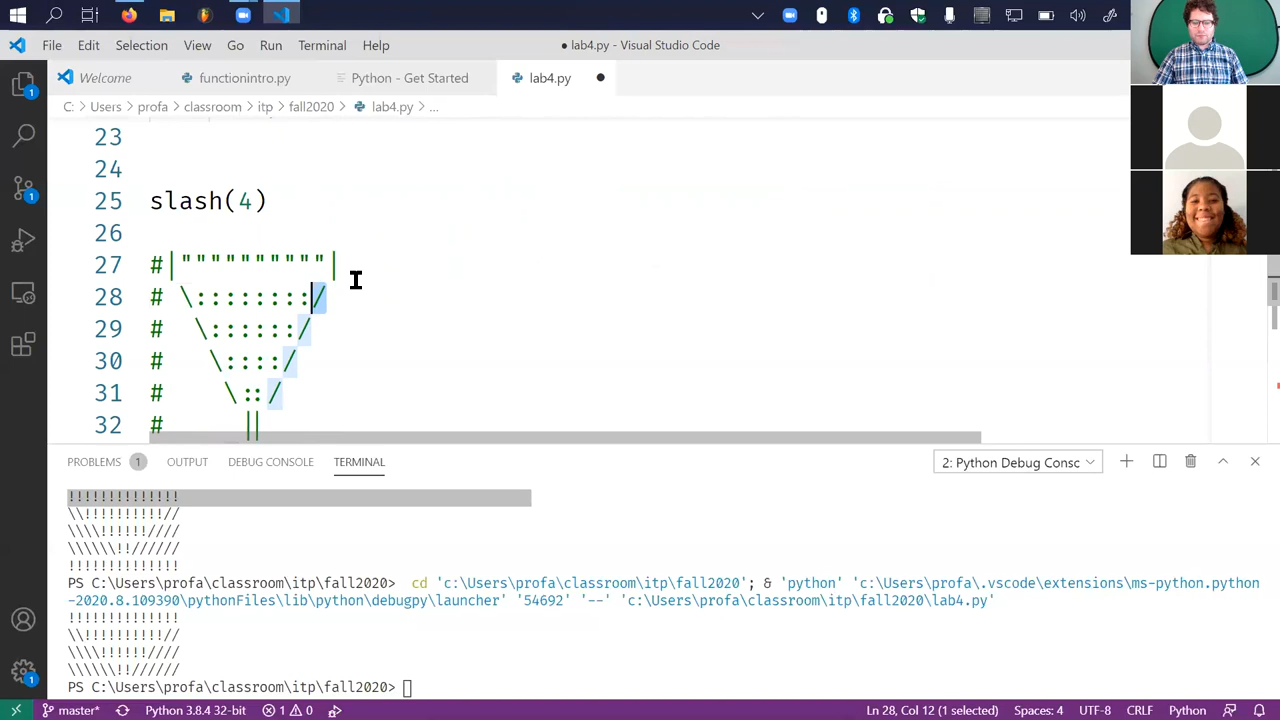 File Edit Selection View Go Run Terminal Help
● lab4.py - Visual Studio Code
Welcome functionintro.py Python - Get Started lab4.py ●
C: > Users > profa > classroom > itp > fall2020 > lab4.py > ...
23
24
25 slash(4)
26
27 #|""""""""""|
28 # \::::::::/
29 #  \::::::/
30 #   \::::/
31 #    \::/
32 #     ||
PROBLEMS 1 OUTPUT DEBUG CONSOLE TERMINAL 2: Python Debug Consc
!!!!!!!!!!!!!!
\\!!!!!!!!!!//
\\\\!!!!!!////
\\\\\\!!//////
!!!!!!!!!!!!!!
PS C:\Users\profa\classroom\itp\fall2020> cd 'c:\Users\profa\classroom\itp\fall2020'; & 'python' 'c:\Users\profa\.vscode\extensions\ms-python.python
-2020.8.109390\pythonFiles\lib\python\debugpy\launcher' '54692' '--' 'c:\Users\profa\classroom\itp\fall2020\lab4.py'
!!!!!!!!!!!!!!
\\!!!!!!!!!!//
\\\\!!!!!!////
\\\\\\!!//////
PS C:\Users\profa\classroom\itp\fall2020>
1
1
1
master* Python 3.8.4 32-bit 1 0 Ln 28, Col 12 (1 selected) Spaces: 4 UTF-8 CRLF Python